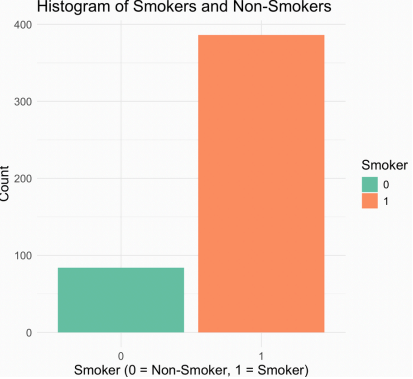 Histogram of Smokers and Non-Smokers
400
300
200
100
0
Count
0
1
Smoker (0 = Non-Smoker, 1 = Smoker)
Smoker
0
1